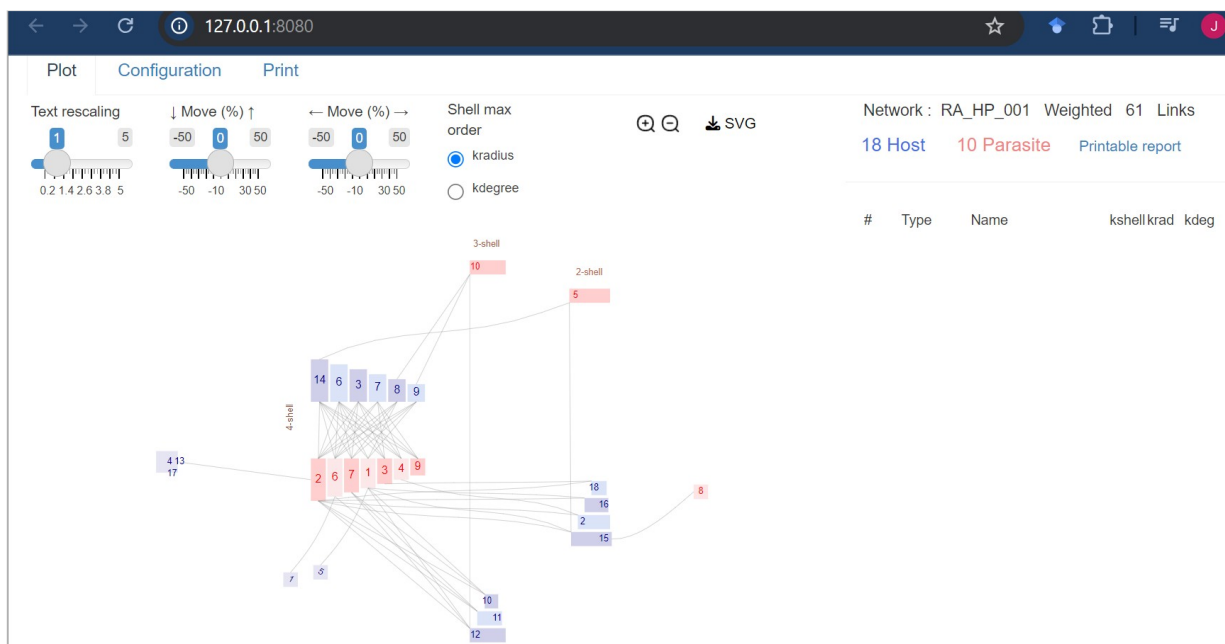 127.0.0.1:8080
J
Plot Configuration Print
Text rescaling
1 5
0.2 1.4 2.6 3.8 5
↓ Move (%) ↑
-50 0 50
-50 -10 30 50
← Move (%) →
-50 0 50
-50 -10 30 50
Shell max
order
kradius
kdegree
SVG
Network : RA_HP_001 Weighted 61 Links
18 Host 10 Parasite Printable report
# Type Name kshell krad kdeg
3-shell
10
2-shell
5
14 6 3 7 8 9
4-shell
4 13
17
2 6 7 1 3 4 9
18
16
2
15
8
1 5
10
11
12